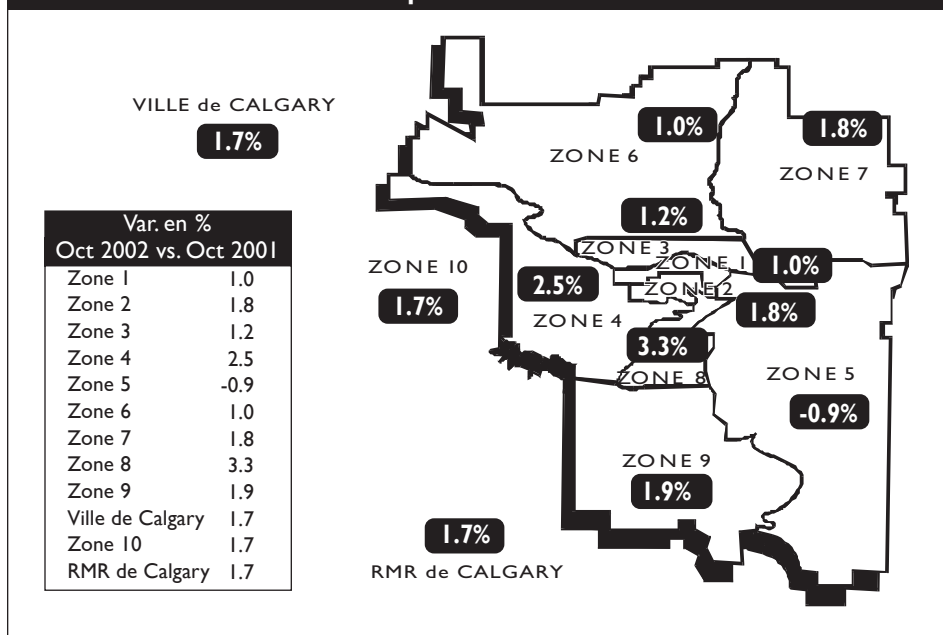 VILLE de CALGARY
1.7%
Var. en %
Oct 2002 vs. Oct 2001
Zone 1 1.0
Zone 2 1.8
Zone 3 1.2
Zone 4 2.5
Zone 5 -0.9
Zone 6 1.0
Zone 7 1.8
Zone 8 3.3
Zone 9 1.9
Ville de Calgary 1.7
Zone 10 1.7
RMR de Calgary 1.7
1.0%
ZONE 6
1.8%
ZONE 7
1.2%
ZONE 3
ZONE 1
1.0%
ZONE 10
1.7%
2.5%
ZONE 4
ZONE 2
1.8%
3.3%
ZONE 8
ZONE 5
-0.9%
ZONE 9
1.9%
1.7%
RMR de CALGARY